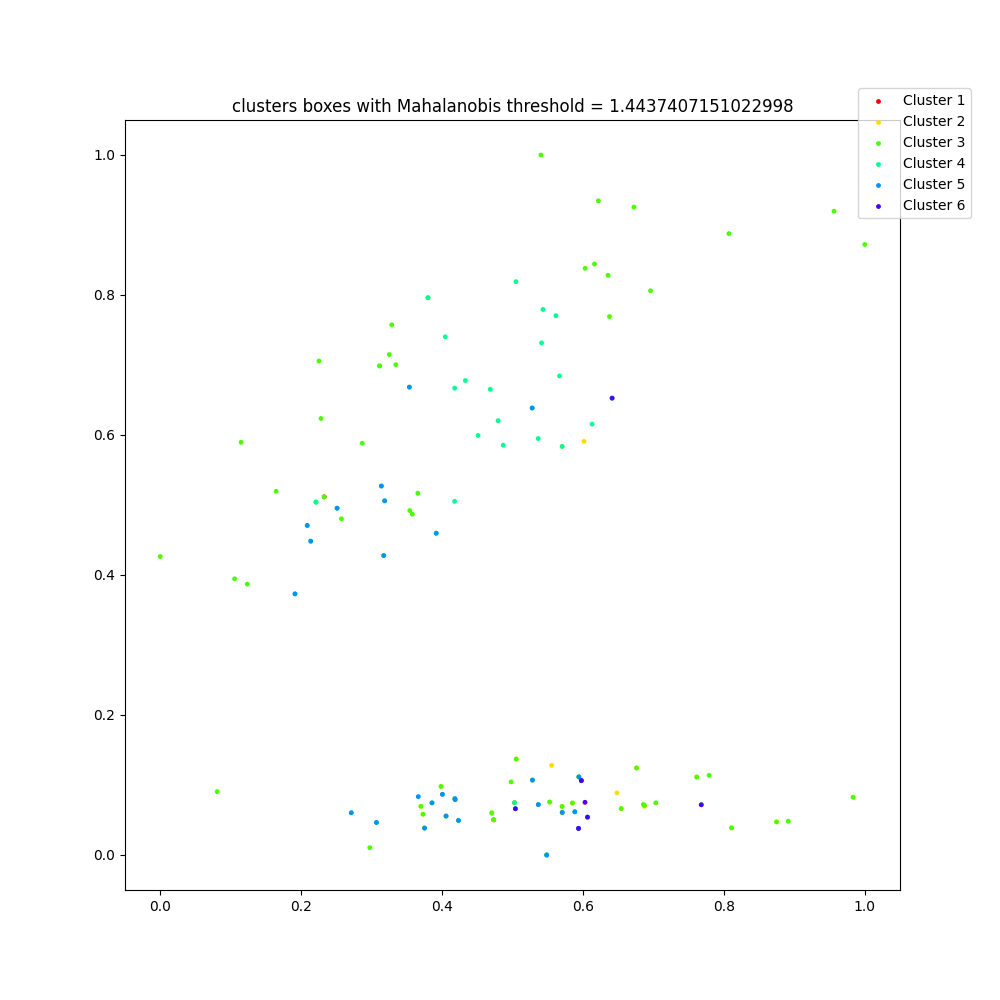 clusters boxes with Mahalanobis threshold = 1.4437407151022998
Cluster 1
Cluster 2
Cluster 3
Cluster 4
Cluster 5
Cluster 6
1.0
0.8
0.6
0.4
0.2
0.0
0.0 0.2 0.4 0.6 0.8 1.0